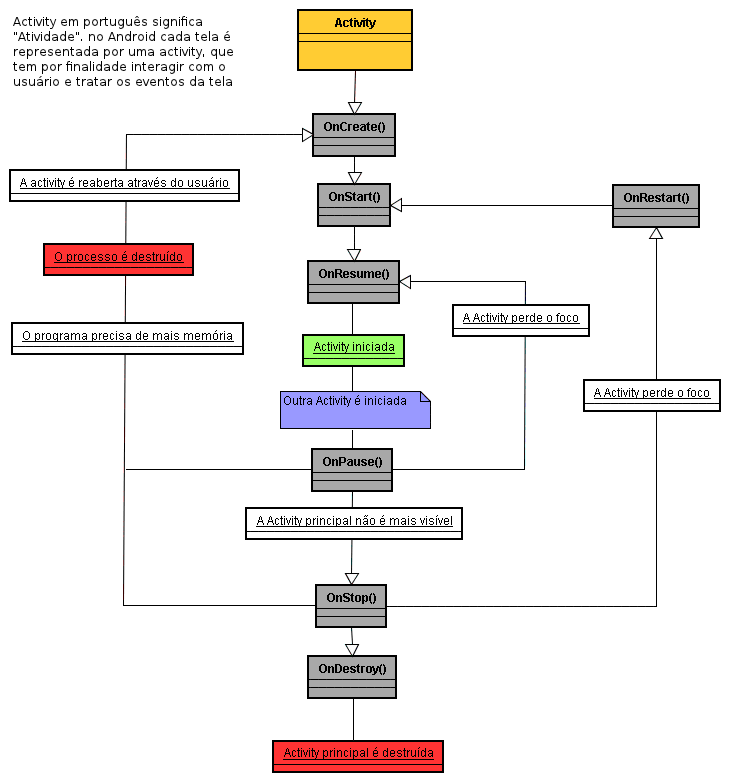 Activity em português significa
"Atividade". no Android cada tela é
representada por uma activity, que
tem por finalidade interagir com o
usuário e tratar os eventos da tela
Activity
OnCreate()
A activity é reaberta através do usuário
OnStart()
OnRestart()
O processo é destruído
OnResume()
A Activity perde o foco
O programa precisa de mais memória
Activity iniciada
A Activity perde o foco
Outra Activity é iniciada
OnPause()
A Activity principal não é mais visível
OnStop()
OnDestroy()
Activity principal é destruída